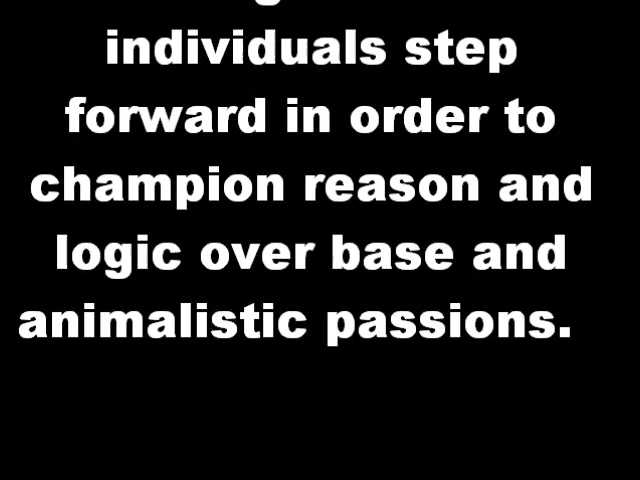 individuals step
forward in order to
champion reason and
logic over base and
animalistic passions.